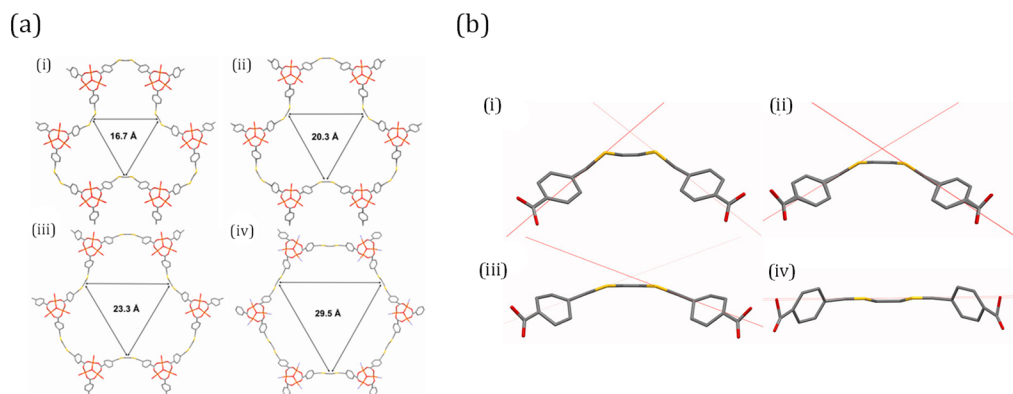 (a)
(b)
(i)
(ii)
16.7 Å
20.3 Å
(iii)
(iv)
23.3 Å
29.5 Å
(i)
(ii)
(iii)
(iv)